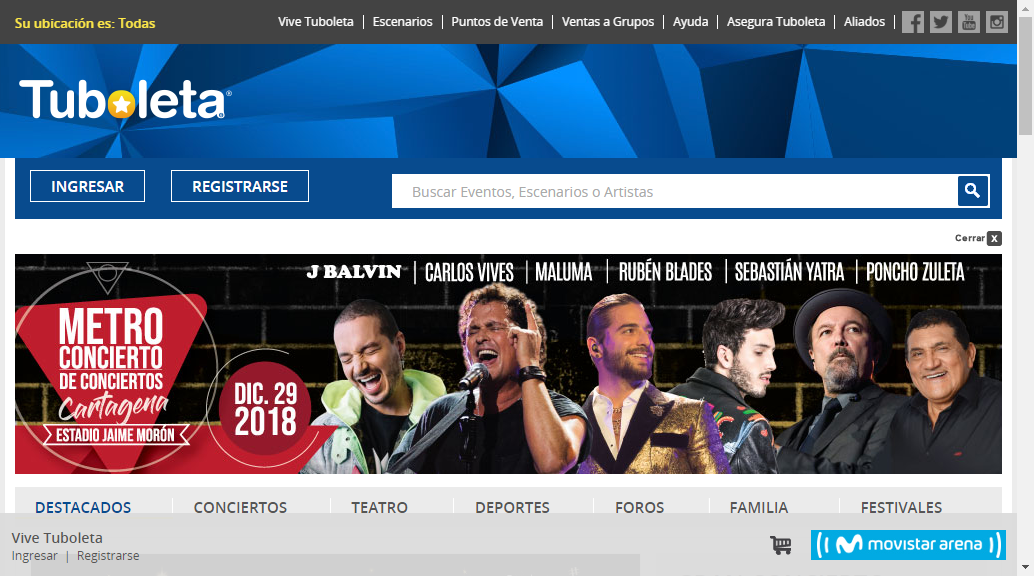 Su ubicación es: Todas
Vive Tuboleta | Escenarios | Puntos de Venta | Ventas a Grupos | Ayuda | Asegura Tuboleta | Aliados |
Tuboleta
INGRESAR
REGISTRARSE
Buscar Eventos, Escenarios o Artistas
Cerrar X
J BALVIN | CARLOS VIVES | MALUMA | RUBÉN BLADES | SEBASTIÁN YATRA | PONCHO ZULETA
METRO
CONCIERTO
DE CONCIERTOS
Cartagena
ESTADIO JAIME MORÓN
DIC. 29
2018
DESTACADOS
CONCIERTOS
TEATRO
DEPORTES
FOROS
FAMILIA
FESTIVALES
Vive Tuboleta
Ingresar | Registrarse
movistar arena